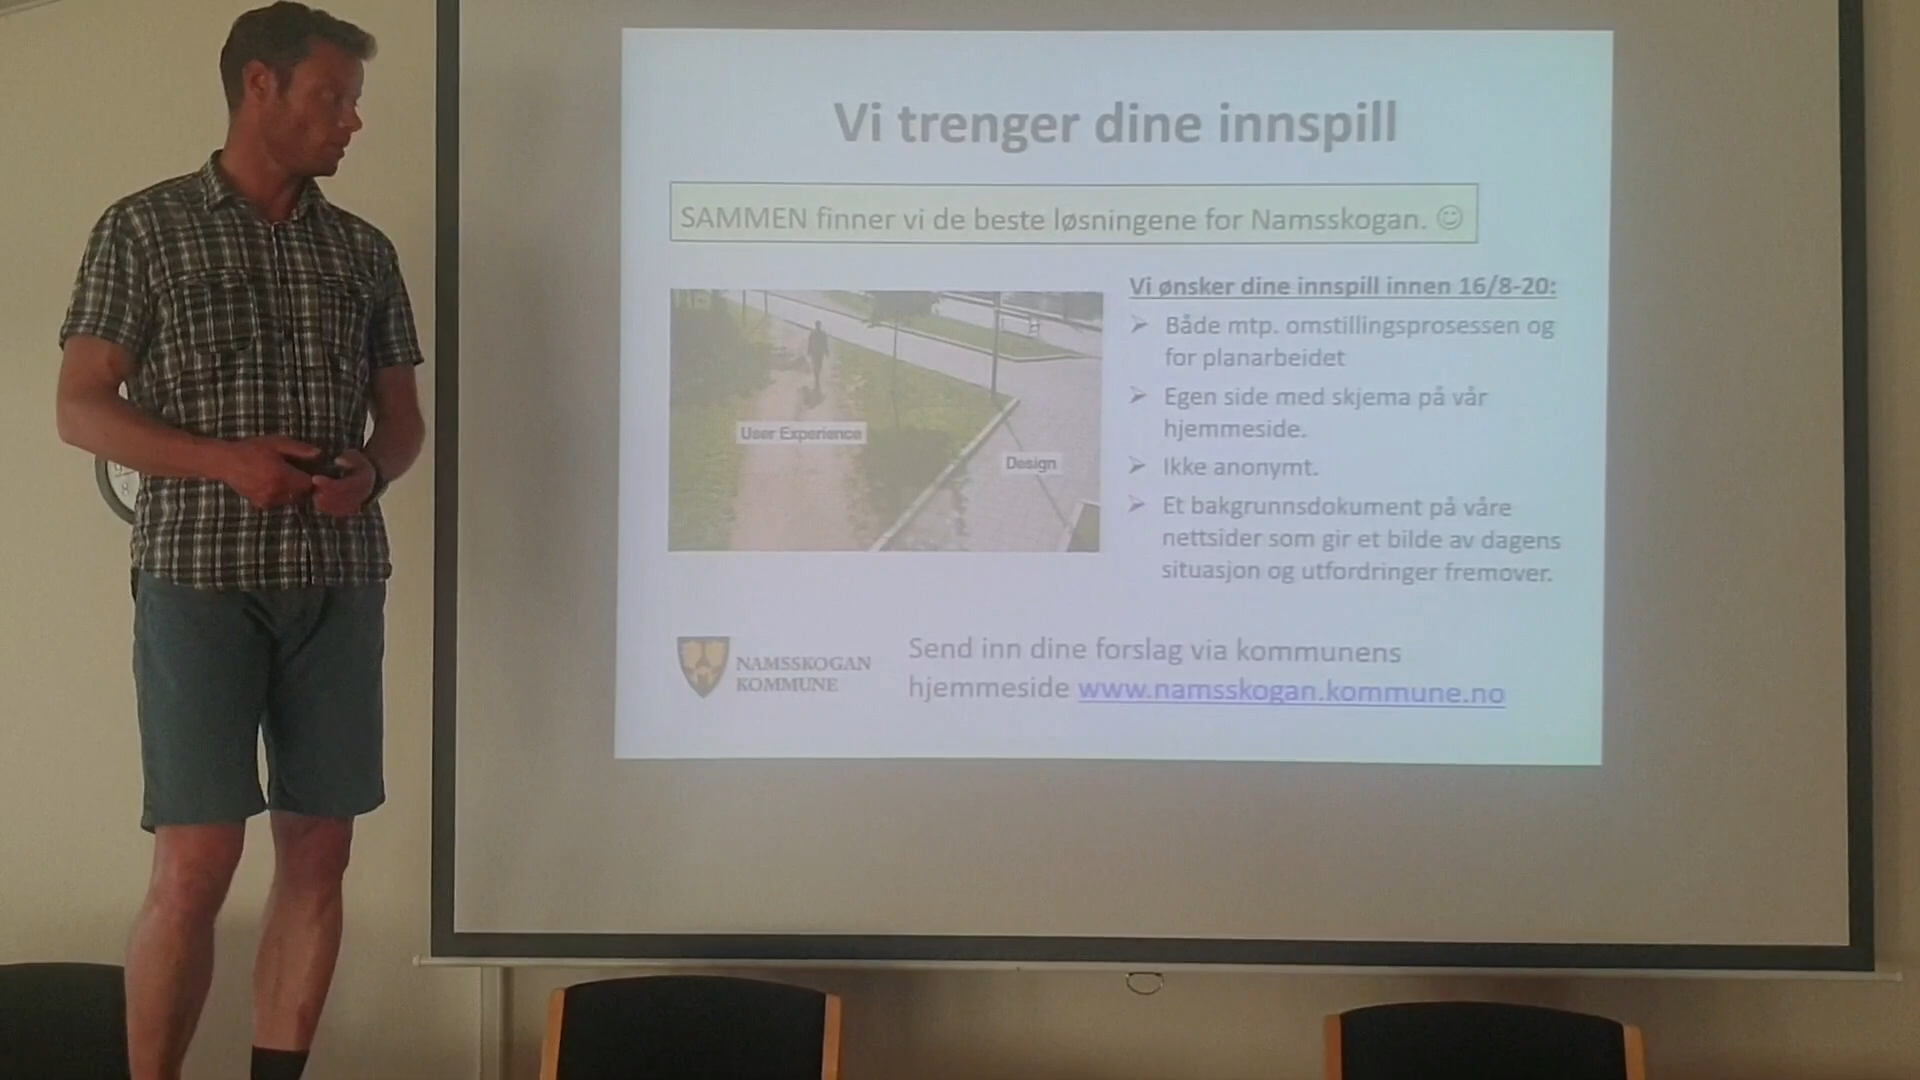 Vi trenger dine innspill
SAMMEN finner vi de beste løsningene for Namsskogan. ☺
Vi ønsker dine innspill innen 16/8-20:
➢ Både mtp. omstillingsprosessen og
for planarbeidet
➢ Egen side med skjema på vår
hjemmeside.
➢ Ikke anonymt.
➢ Et bakgrunnsdokument på våre
nettsider som gir et bilde av dagens
situasjon og utfordringer fremover.
User Experience
Design
NAMSSKOGAN
KOMMUNE
Send inn dine forslag via kommunens
hjemmeside www.namsskogan.kommune.no